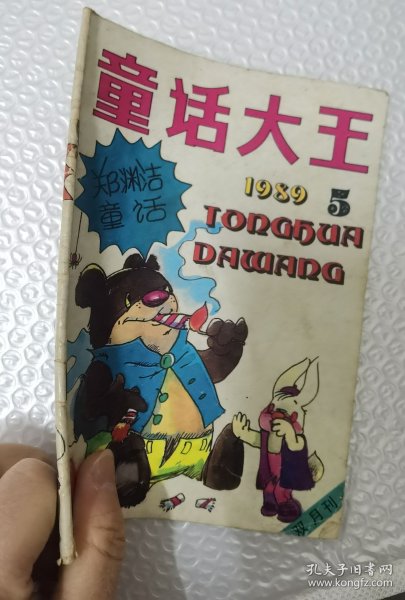 童话大王
郑渊洁
童话
1989 5
TONGHUA
DAWANG
双月刊
孔夫子旧书网
www.kongfz.com